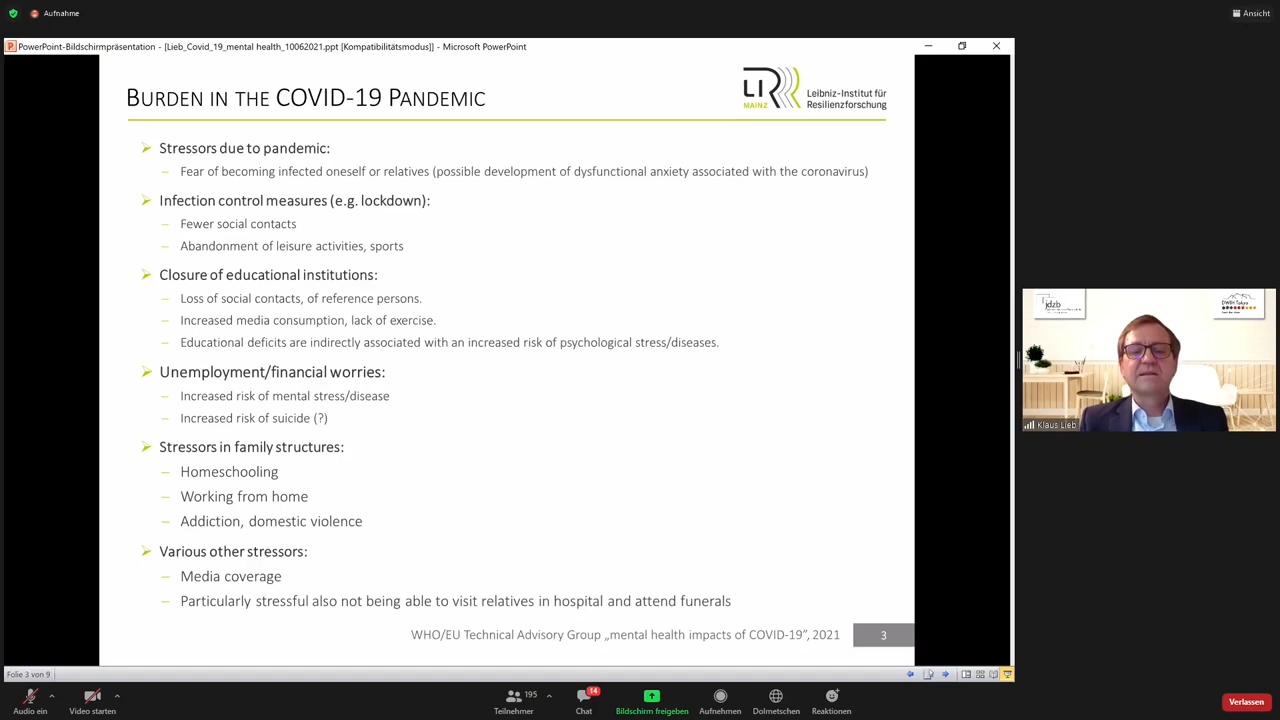 Aufnahme
Ansicht
PowerPoint-Bildschirmpräsentation - [Lieb_Covid_19_mental health_10062021.ppt [Kompatibilitätsmodus]] - Microsoft PowerPoint
BURDEN IN THE COVID-19 PANDEMIC
LIR
MAINZ
Leibniz-Institut für
Resilienzforschung
Stressors due to pandemic:
– Fear of becoming infected oneself or relatives (possible development of dysfunctional anxiety associated with the coronavirus)
Infection control measures (e.g. lockdown):
– Fewer social contacts
– Abandonment of leisure activities, sports
Closure of educational institutions:
– Loss of social contacts, of reference persons.
– Increased media consumption, lack of exercise.
– Educational deficits are indirectly associated with an increased risk of psychological stress/diseases.
Unemployment/financial worries:
– Increased risk of mental stress/disease
– Increased risk of suicide (?)
Stressors in family structures:
– Homeschooling
– Working from home
– Addiction, domestic violence
Various other stressors:
– Media coverage
– Particularly stressful also not being able to visit relatives in hospital and attend funerals
WHO/EU Technical Advisory Group „mental health impacts of COVID-19”, 2021
3
jdzb
DWIH Tokyo
Klaus Lieb
Folie 3 von 9
Audio ein
Video starten
195
Teilnehmer
14
Chat
Bildschirm freigeben
Aufnehmen
Dolmetschen
Reaktionen
Verlassen